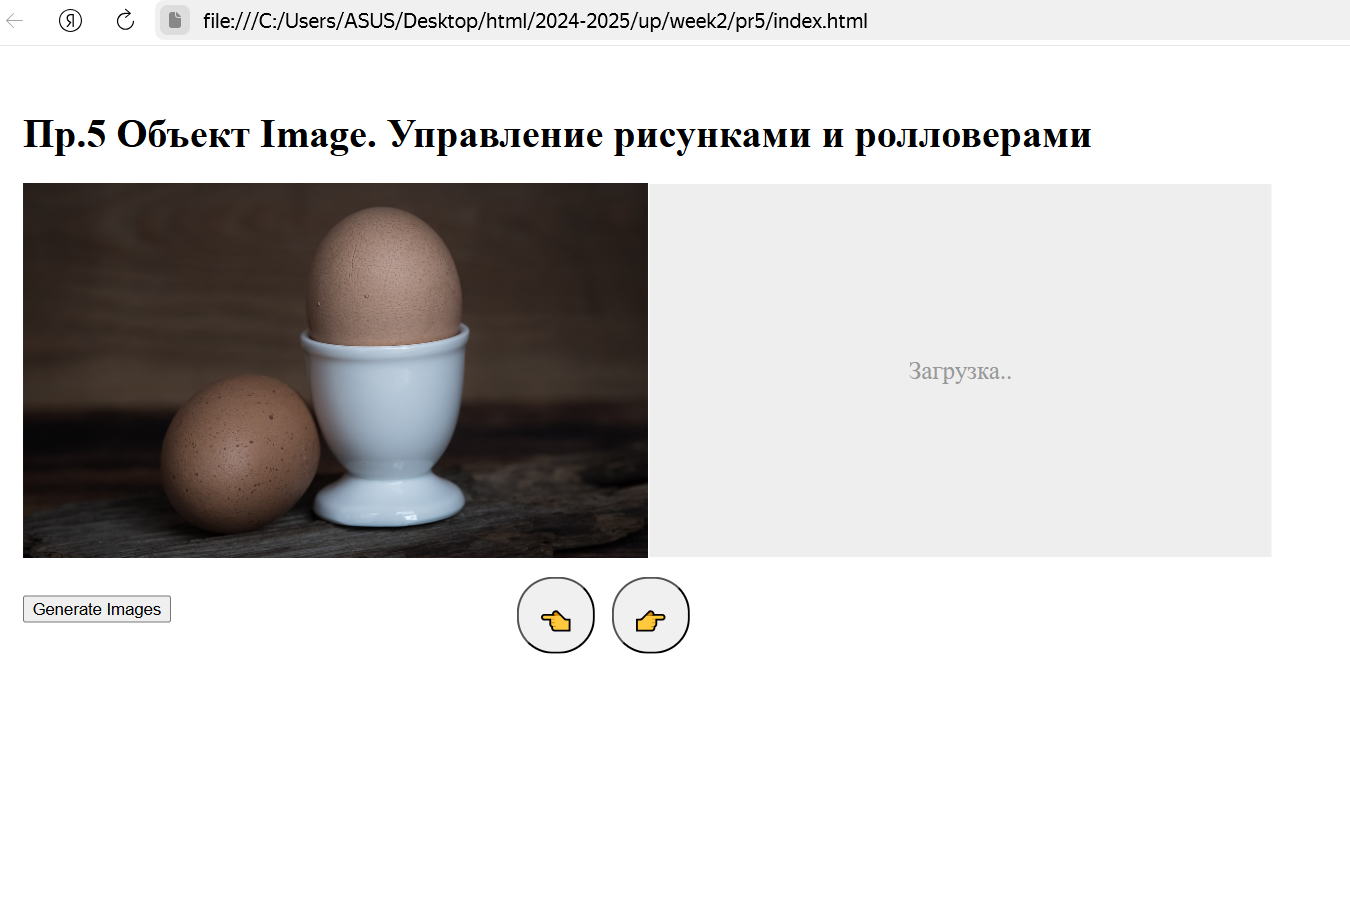 file:///C:/Users/ASUS/Desktop/html/2024-2025/up/week2/pr5/index.html
Пр.5 Объект Image. Управление рисунками и ролловерами
Загрузка..
Generate Images